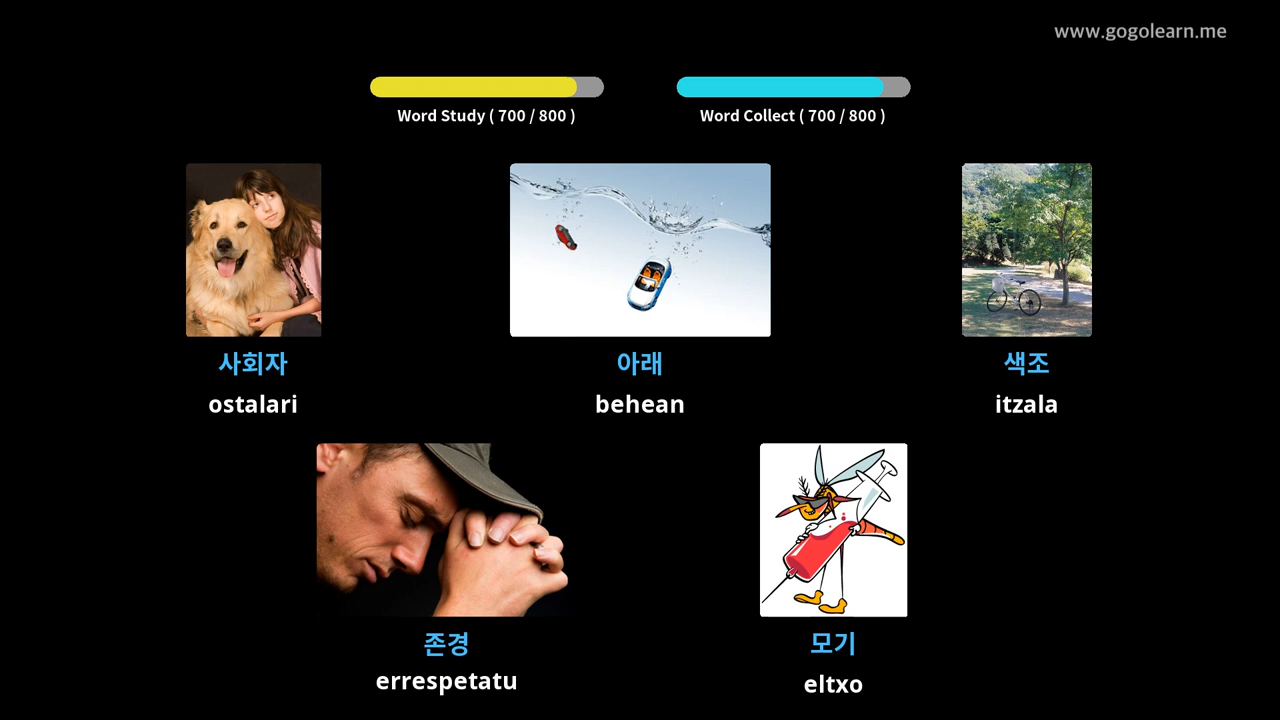 www.gogolearn.me
Word Study ( 700 / 800 )
Word Collect ( 700 / 800 )
사회자
아래
색조
ostalari
behean
itzala
존경
모기
errespetatu
eltxo